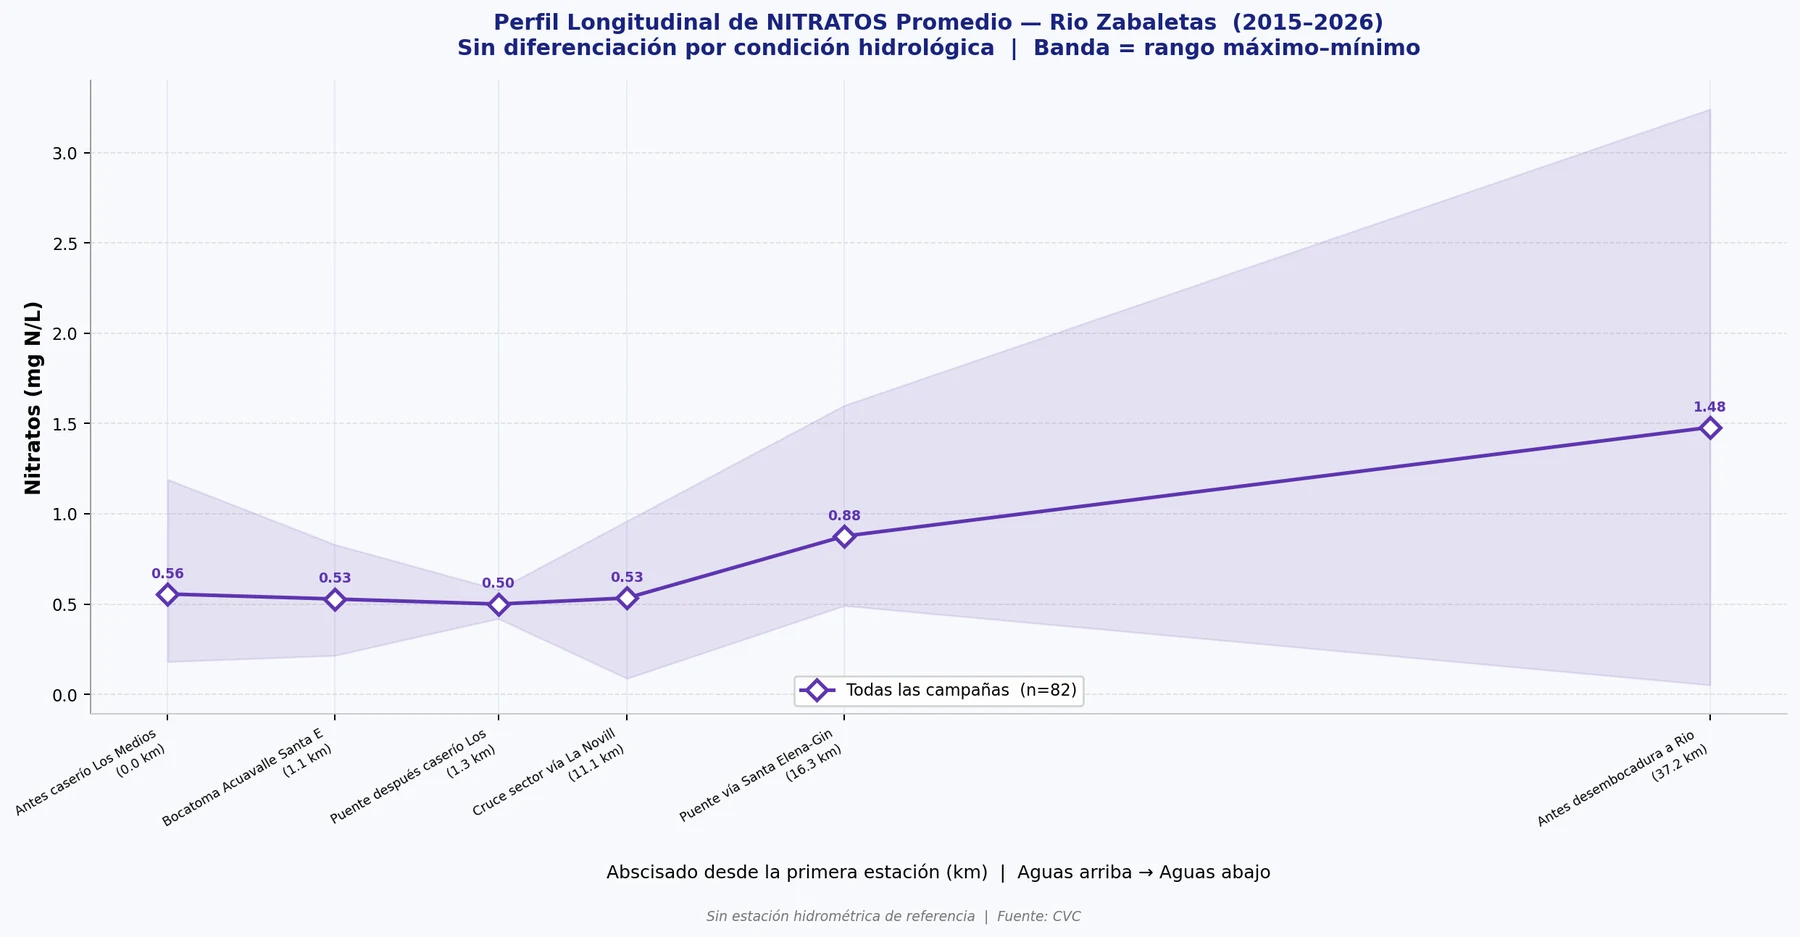 Perfil Longitudinal de NITRATOS Promedio — Rio Zabaletas  (2015–2026)
Sin diferenciación por condición hidrológica  |  Banda = rango máximo–mínimo
Nitratos (mg N/L)
3.0
2.5
2.0
1.5
1.0
0.5
0.0
0.56
0.53
0.50
0.53
0.88
1.48
Todas las campañas  (n=82)
Antes caserío Los Medios
(0.0 km)
Bocatoma Acuavalle Santa E
(1.1 km)
Puente después caserío Los
(1.3 km)
Cruce sector vía La Novill
(11.1 km)
Puente vía Santa Elena-Gin
(16.3 km)
Antes desembocadura a Rio
(37.2 km)
Abscisado desde la primera estación (km)  |  Aguas arriba → Aguas abajo
Sin estación hidrométrica de referencia  |  Fuente: CVC